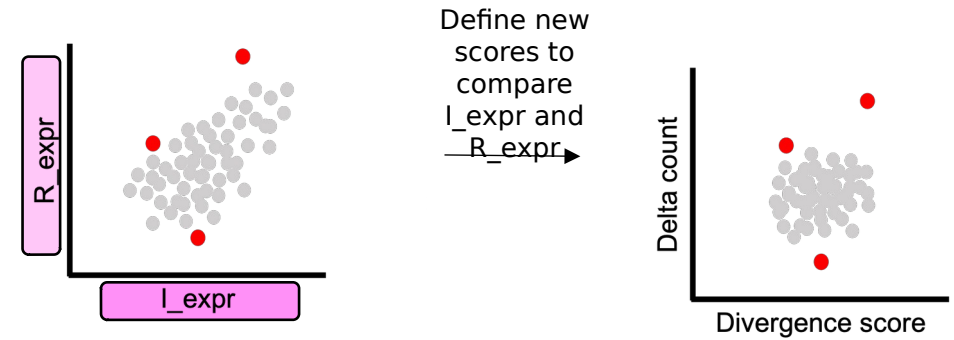 R_expr
I_expr
Define new
scores to
compare
I_expr and
R_expr
Delta count
Divergence score